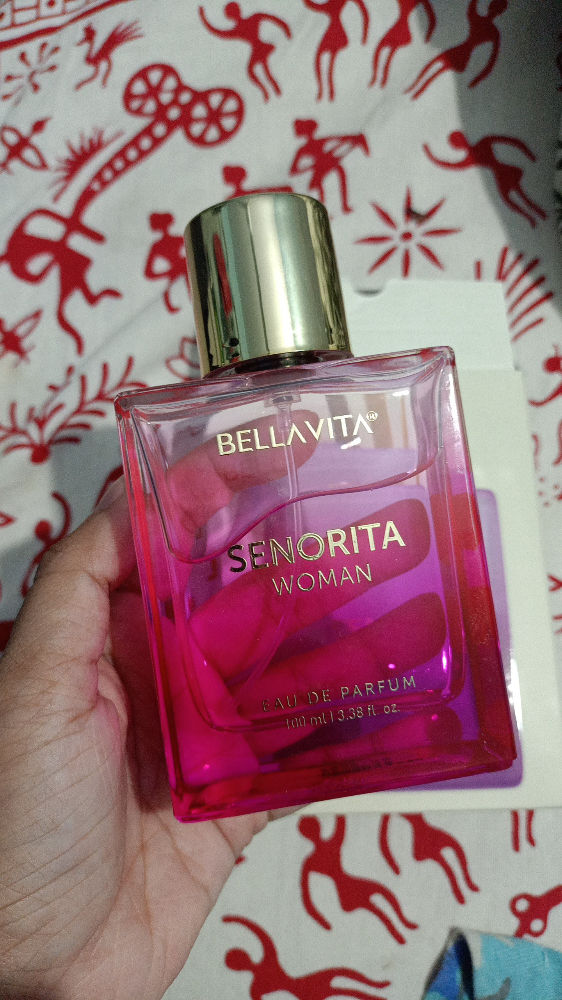 BELLAVITA®
SENORITA
WOMAN
EAU DE PARFUM
100 ml | 3.38 fl. oz.